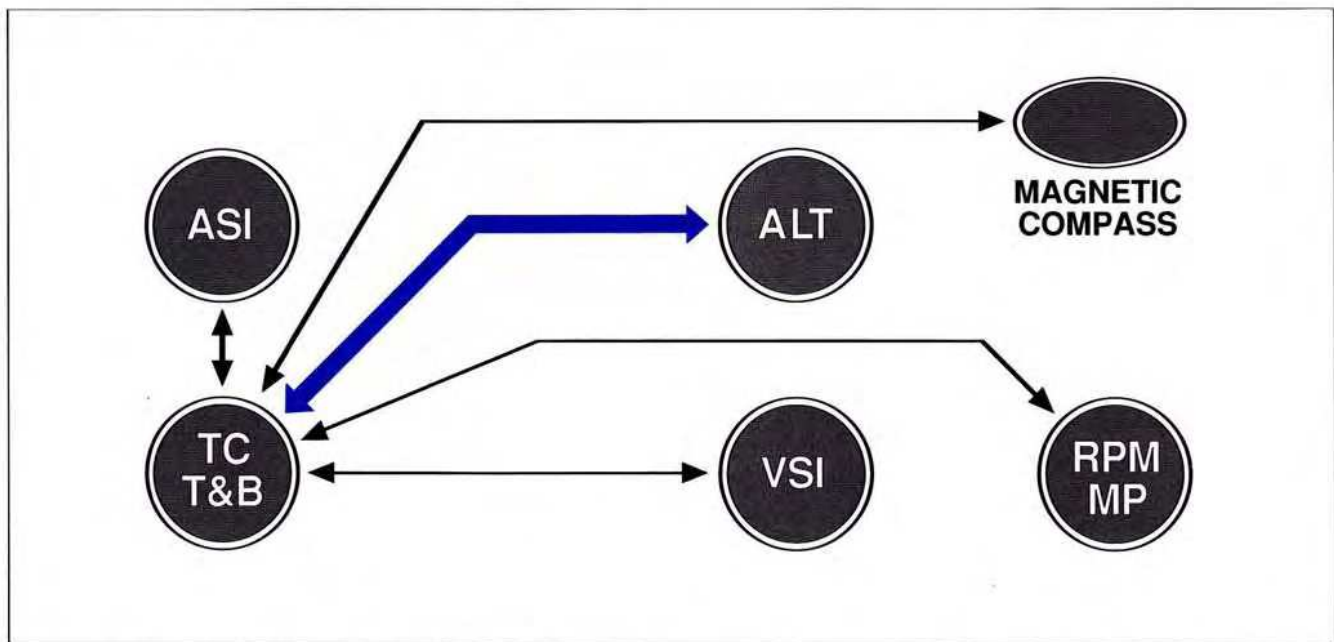 ASI
ALT
MAGNETIC
COMPASS
TC
T&B
VSI
RPM
MP